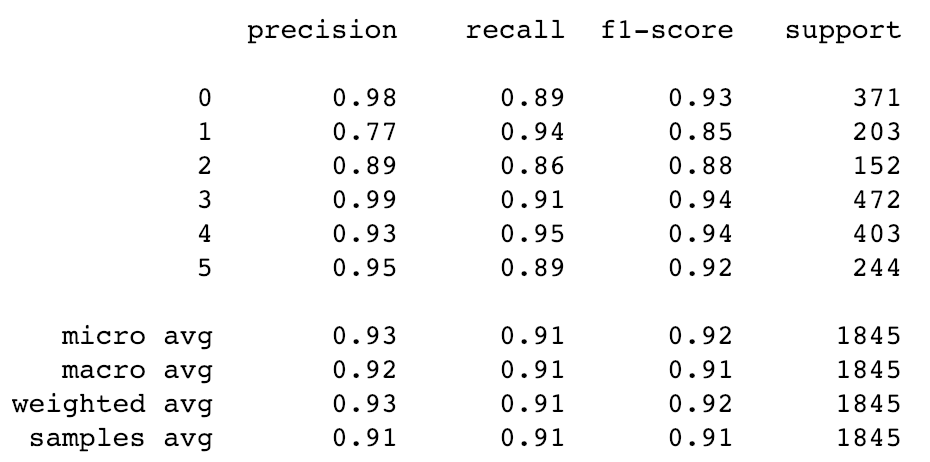 precision recall f1-score support
0 0.98 0.89 0.93 371
1 0.77 0.94 0.85 203
2 0.89 0.86 0.88 152
3 0.99 0.91 0.94 472
4 0.93 0.95 0.94 403
5 0.95 0.89 0.92 244
micro avg 0.93 0.91 0.92 1845
macro avg 0.92 0.91 0.91 1845
weighted avg 0.93 0.91 0.92 1845
samples avg 0.91 0.91 0.91 1845